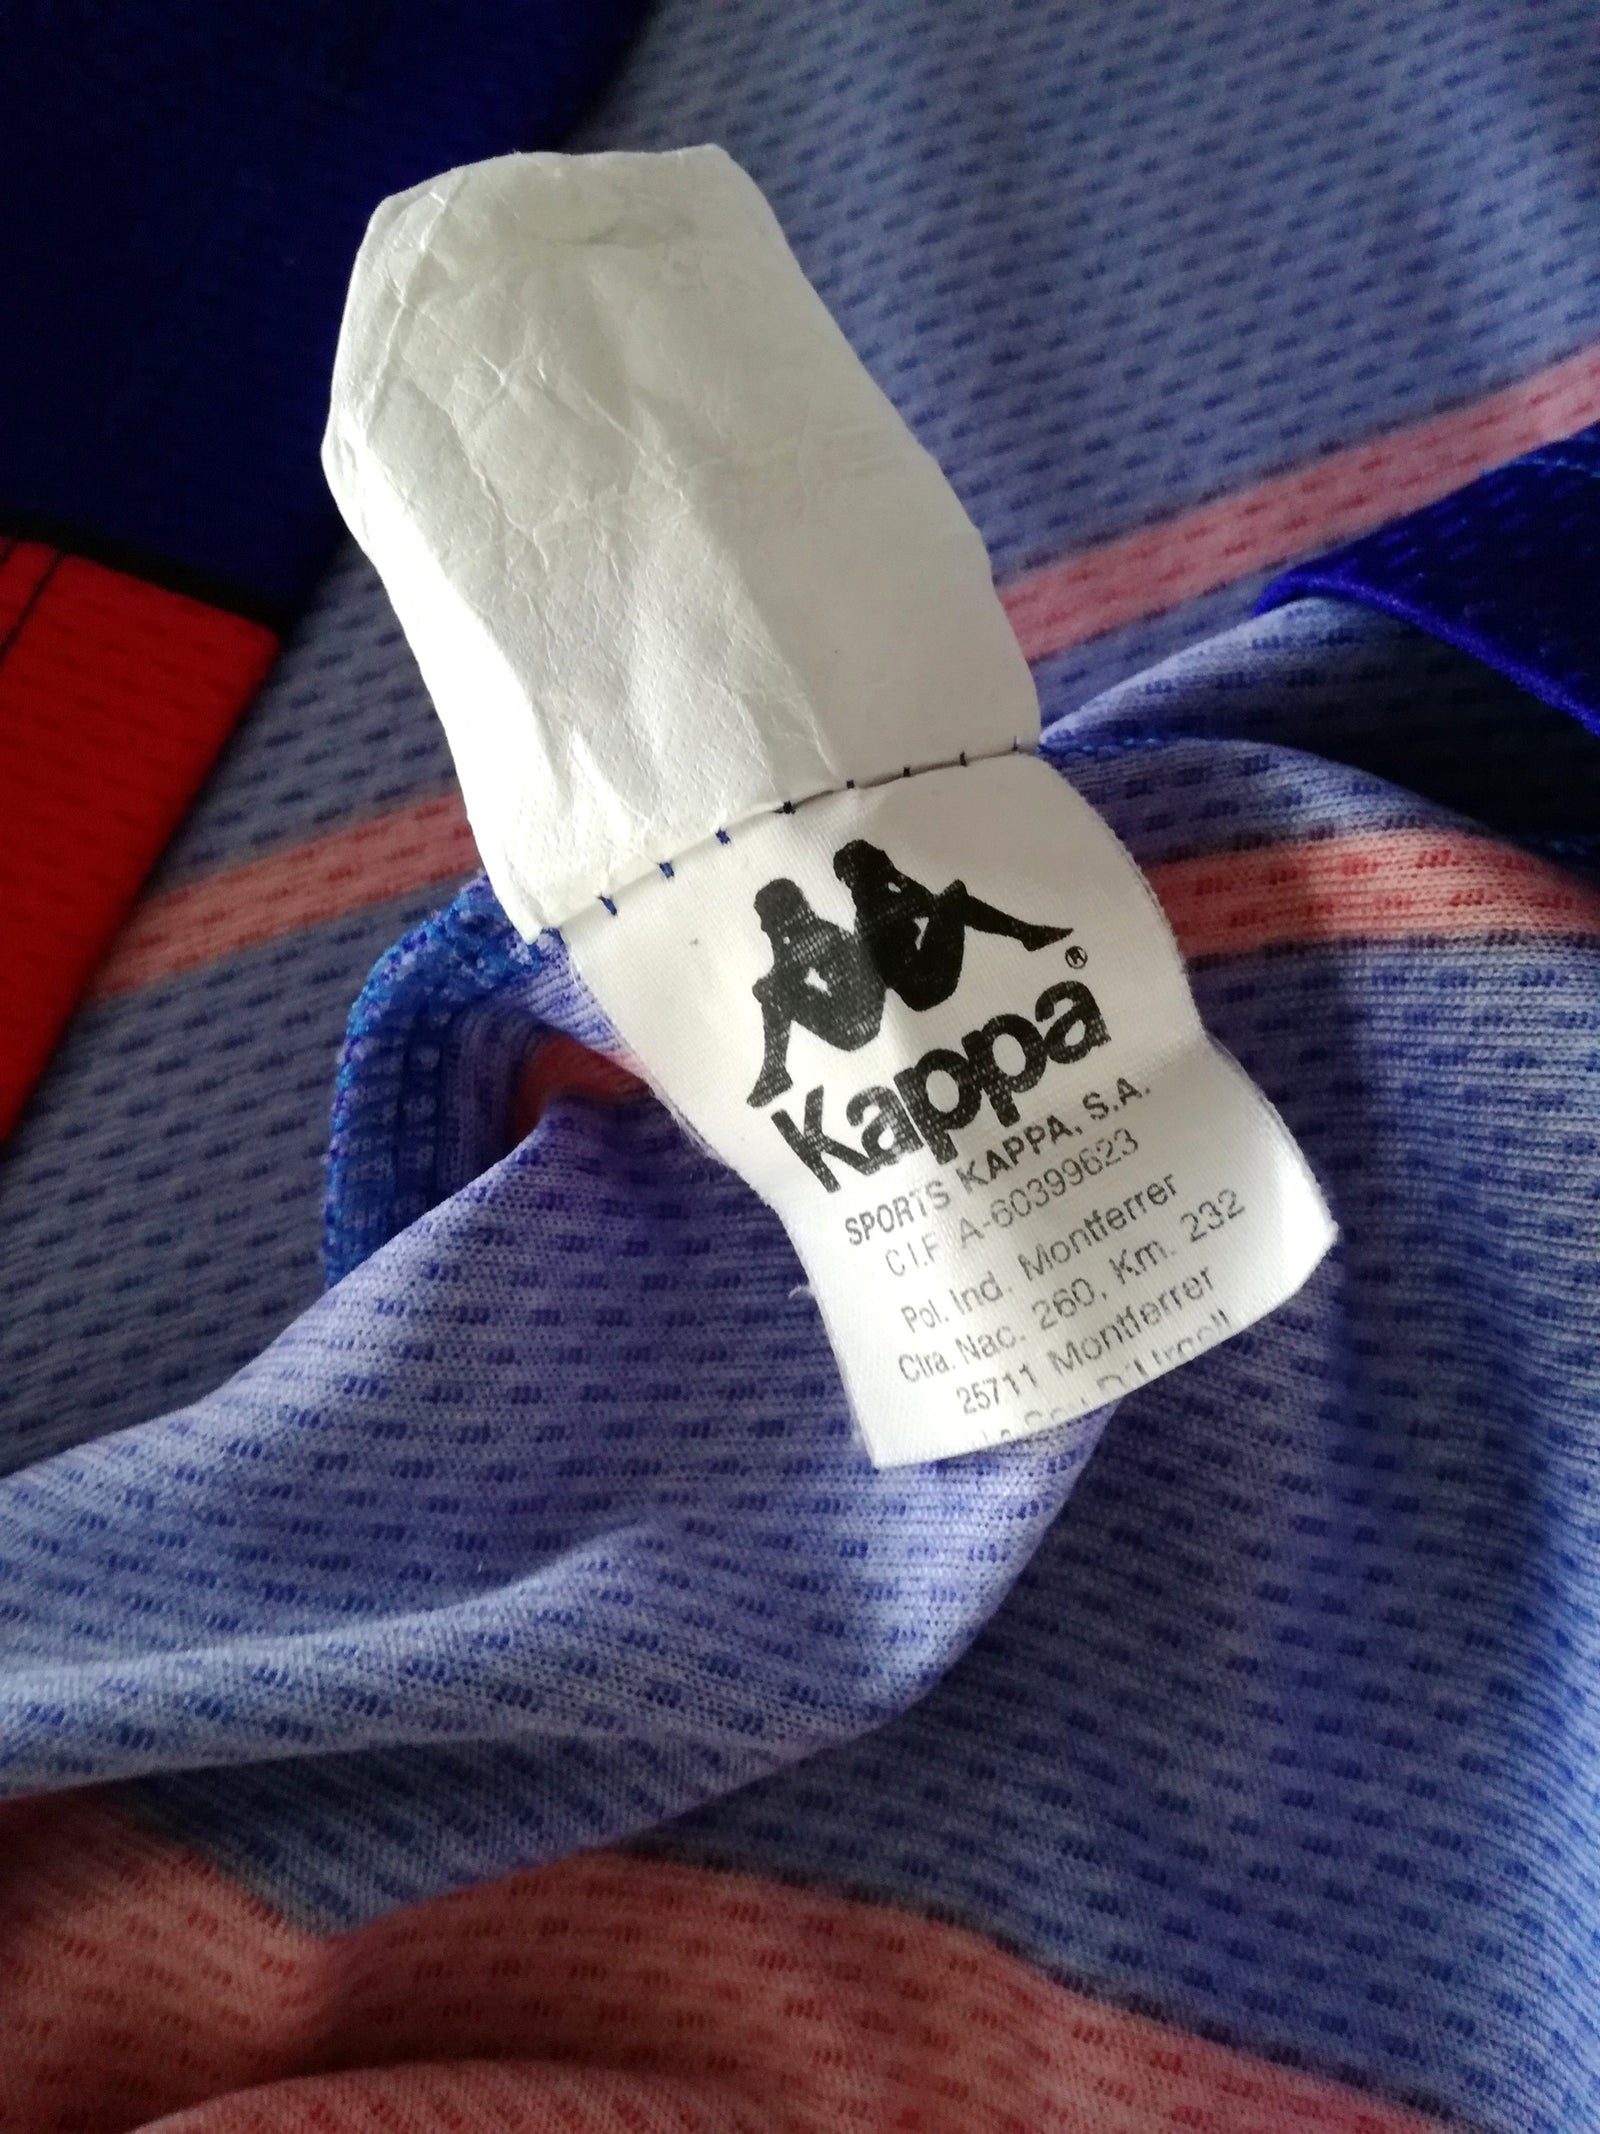 ®
Kappa
SPORTS KAPPA, S.A.
C.I.F. A-60399623
Pol. Ind. Montferrer
Ctra. Nac. 260, Km. 232
25711 Montferrer